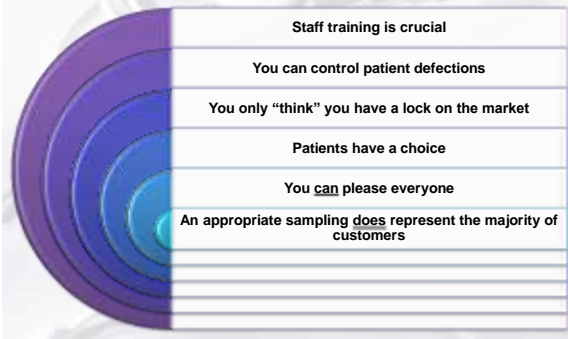 Staff training is crucial
You can control patient defections
You only “think” you have a lock on the market
Patients have a choice
You can please everyone
An appropriate sampling does represent the majority of
customers